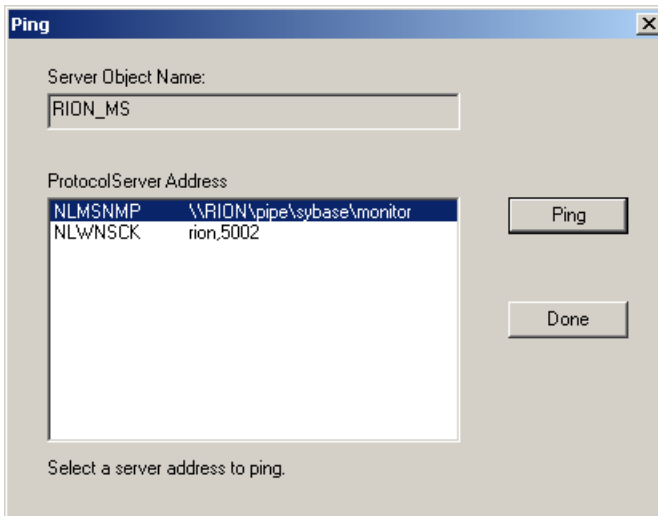 Ping
Server Object Name:
RION_MS
ProtocolServer Address
NLMSNMP \\RION\pipe\sybase\monitor
NLWNSCK rion,5002
Ping
Done
Select a server address to ping.